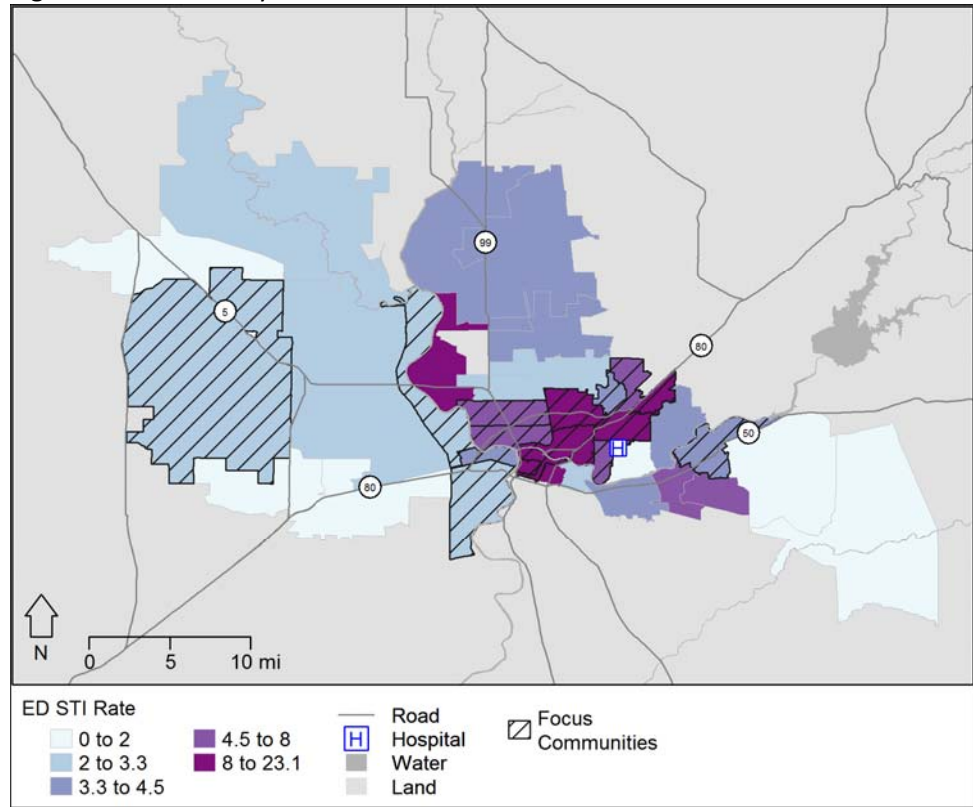 99
5
80
50
80
H
N
0 5 10 mi
ED STI Rate
0 to 2
2 to 3.3
3.3 to 4.5
4.5 to 8
8 to 23.1
Road
H Hospital
Water
Land
Focus
Communities